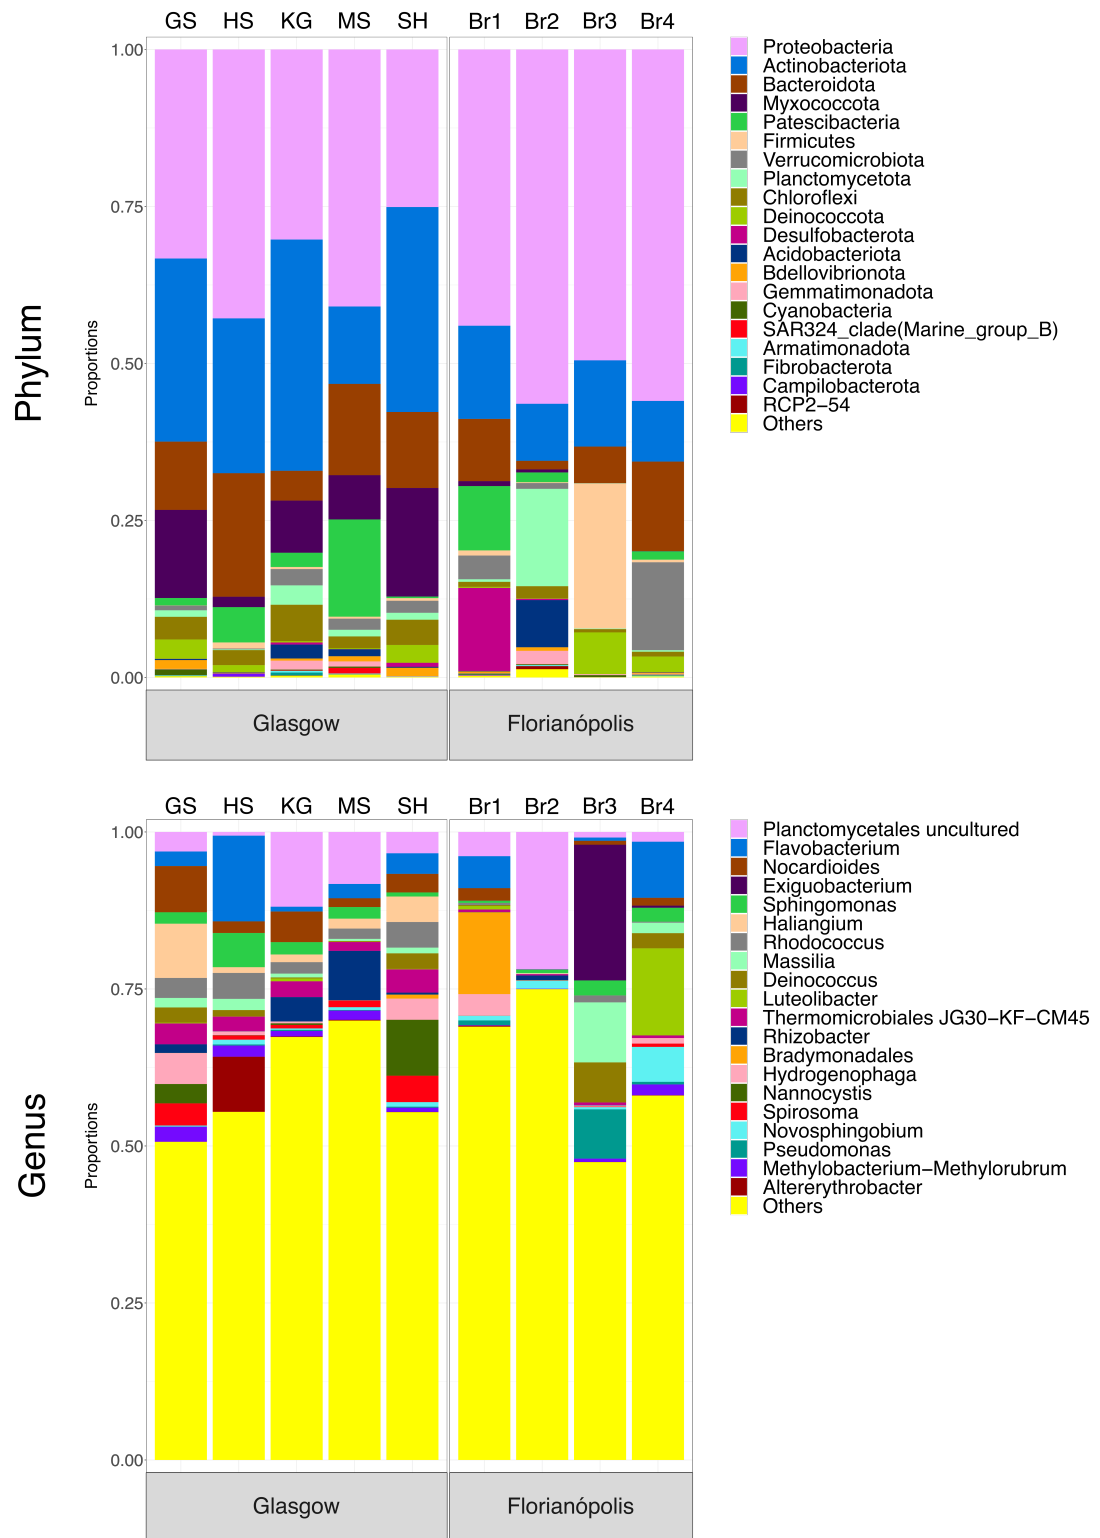 GS HS KG MS SH Br1 Br2 Br3 Br4
Phylum
Proportions
1.00
0.75
0.50
0.25
0.00
Glasgow Florianópolis
Proteobacteria
Actinobacteriota
Bacteroidota
Myxococcota
Patescibacteria
Firmicutes
Verrucomicrobiota
Planctomycetota
Chloroflexi
Deinococcota
Desulfobacterota
Acidobacteriota
Bdellovibrionota
Gemmatimonadota
Cyanobacteria
SAR324_clade(Marine_group_B)
Armatimonadota
Fibrobacterota
Campilobacterota
RCP2−54
Others
GS HS KG MS SH Br1 Br2 Br3 Br4
Genus
Proportions
1.00
0.75
0.50
0.25
0.00
Glasgow Florianópolis
Planctomycetales uncultured
Flavobacterium
Nocardioides
Exiguobacterium
Sphingomonas
Haliangium
Rhodococcus
Massilia
Deinococcus
Luteolibacter
Thermomicrobiales JG30−KF−CM45
Rhizobacter
Bradymonadales
Hydrogenophaga
Nannocystis
Spirosoma
Novosphingobium
Pseudomonas
Methylobacterium−Methylorubrum
Altererythrobacter
Others